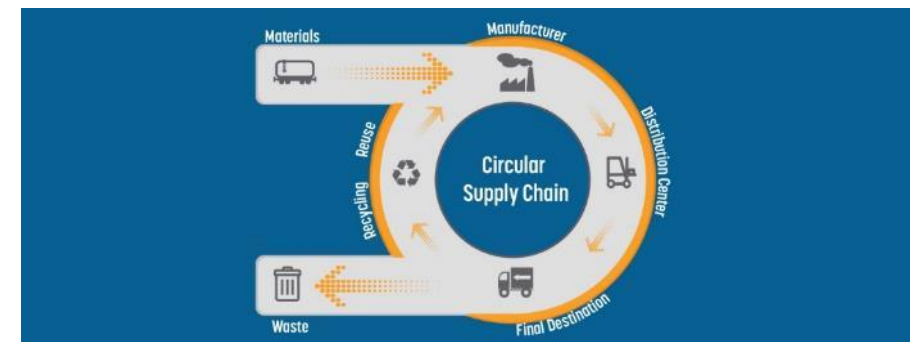 Materials
Manufacturer
Distribution Center
Reuse
Recycling
Circular
Supply Chain
Waste
Final Destination